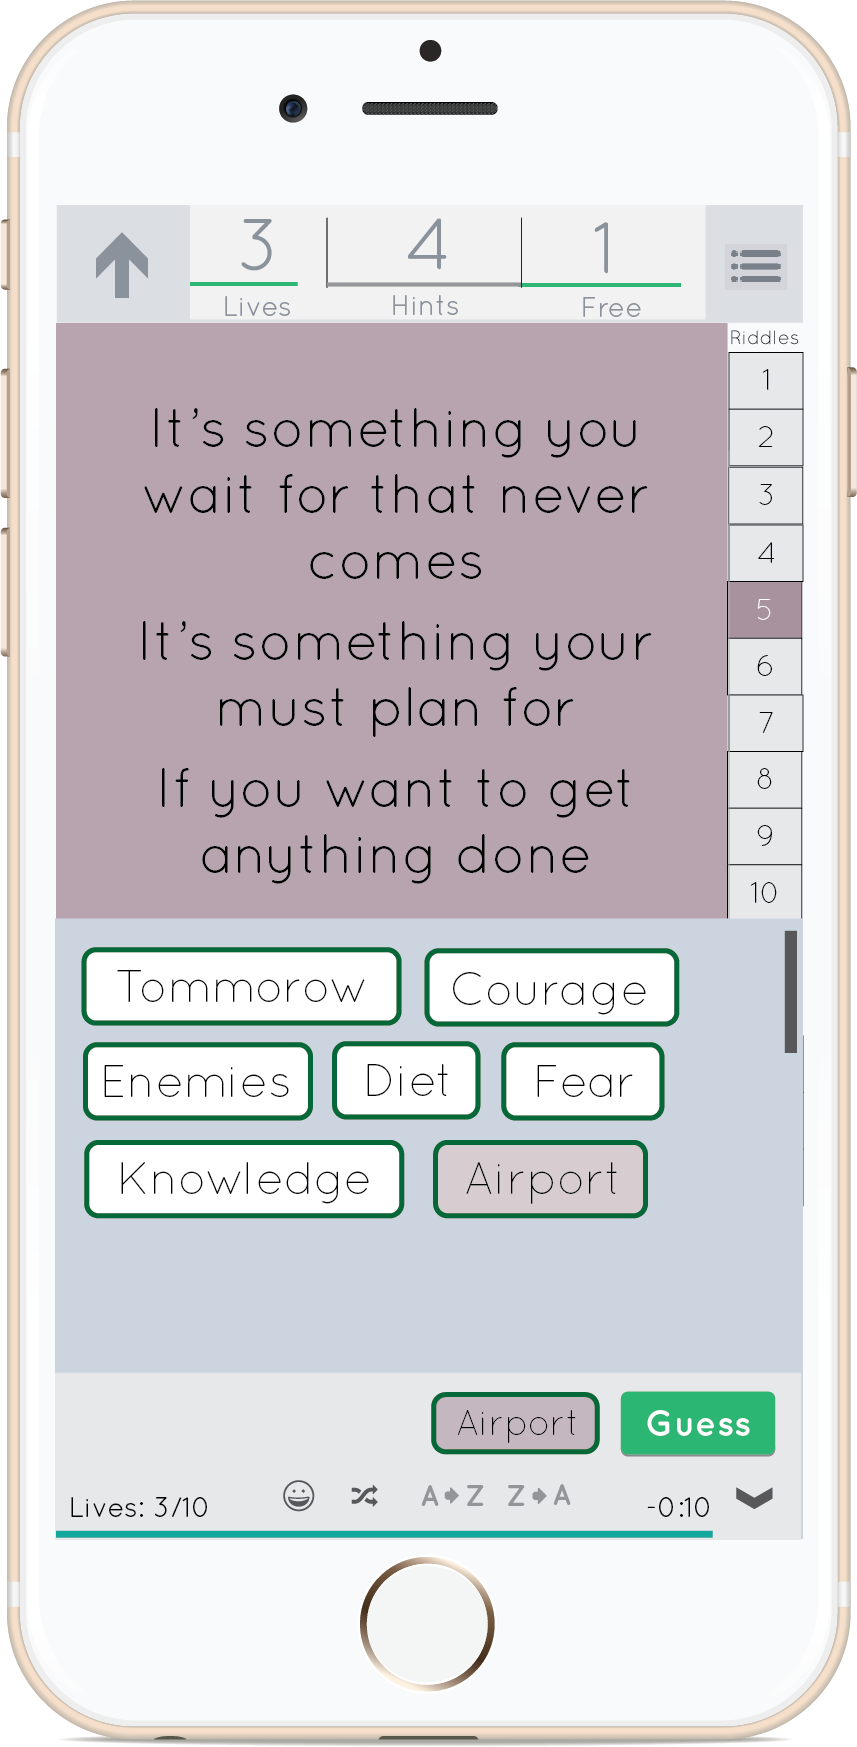 3 4 1
Lives Hints Free
Riddles
It's something you
wait for that never
comes
It's something your
must plan for
If you want to get
anything done
1
2
3
4
5
6
7
8
9
10
Tommorow Courage
Enemies Diet Fear
Knowledge Airport
Airport Guess
Lives: 3/10 A Z Z A -0:10